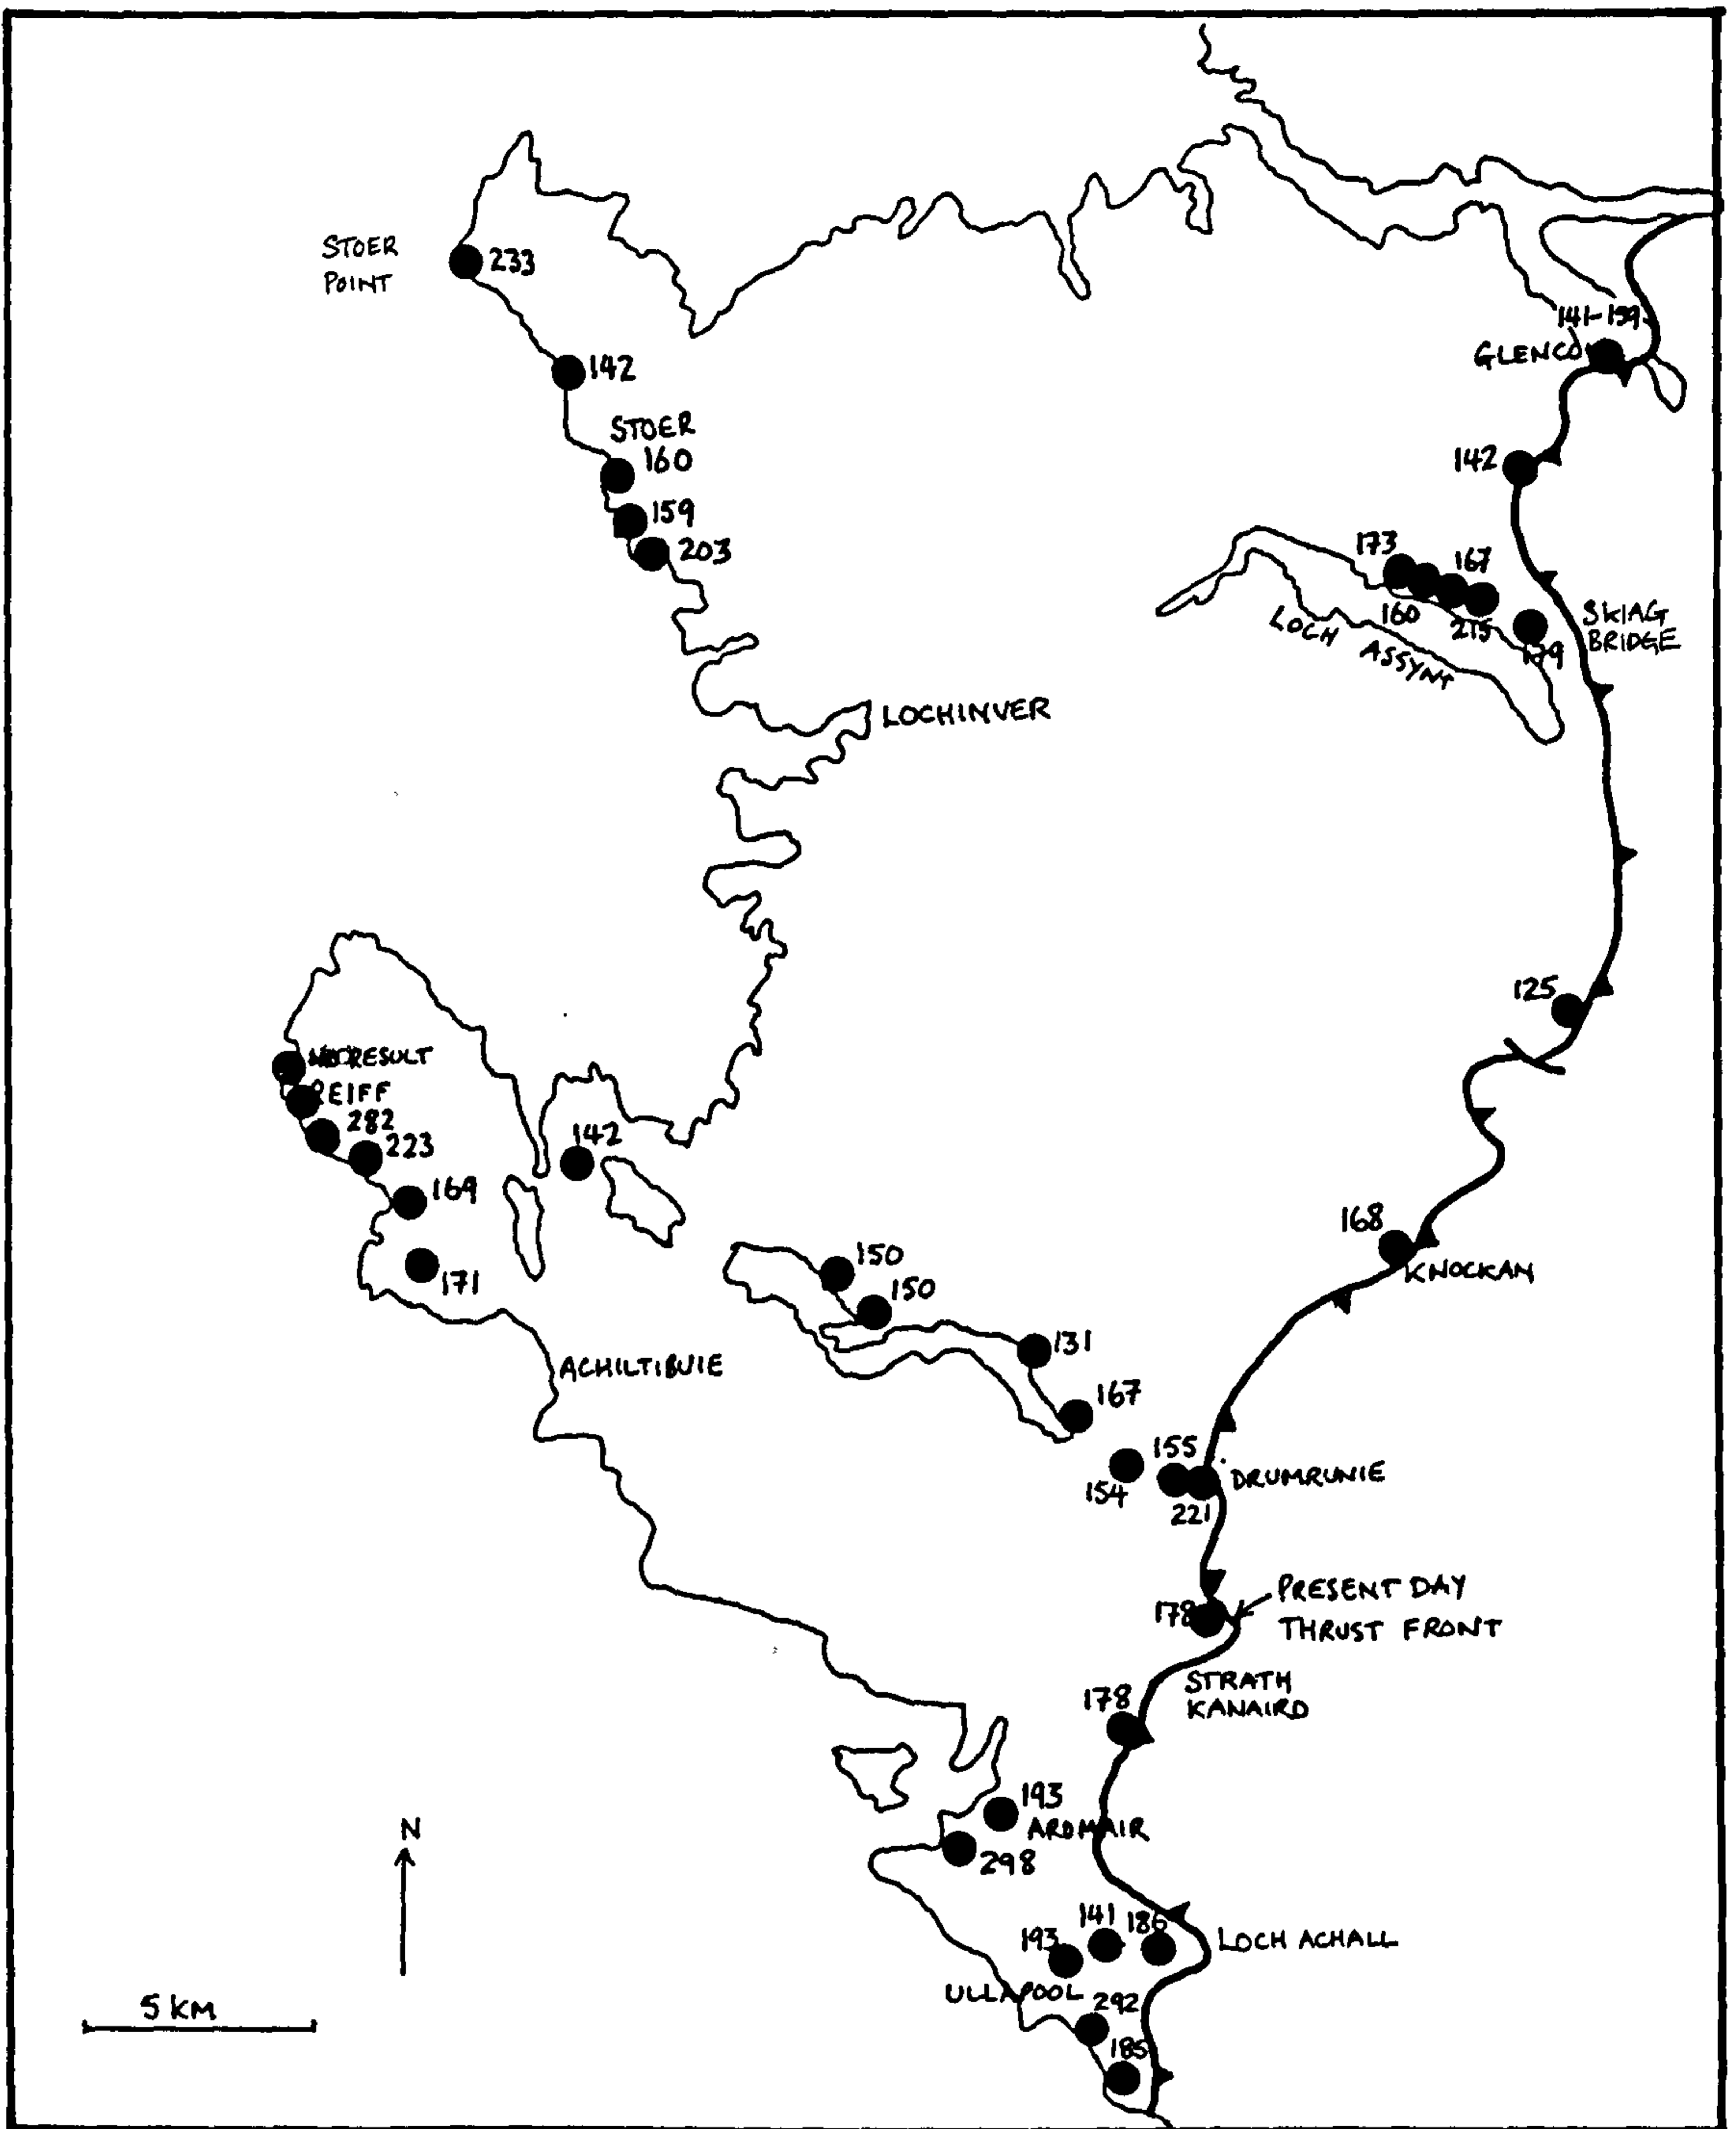 STOER
POINT
233
142
STOER
160
159
203
141-159
GLENCO
142
173
167
160
215
LOCH ASSYNT
SKIAG
BRIDGE
LOCHINVER
125
REIFF
282
223
142
169
171
168
KNOCKAN
150
150
131
ACHILTIBUIE
167
155
154
DRUMRUNIE
221
178
PRESENT DAY
THRUST FRONT
STRATH
KANAIRD
178
193
ARDMAIR
298
N
141
186
193
LOCH ACHALL
ULLAPOOL
292
185
5 KM